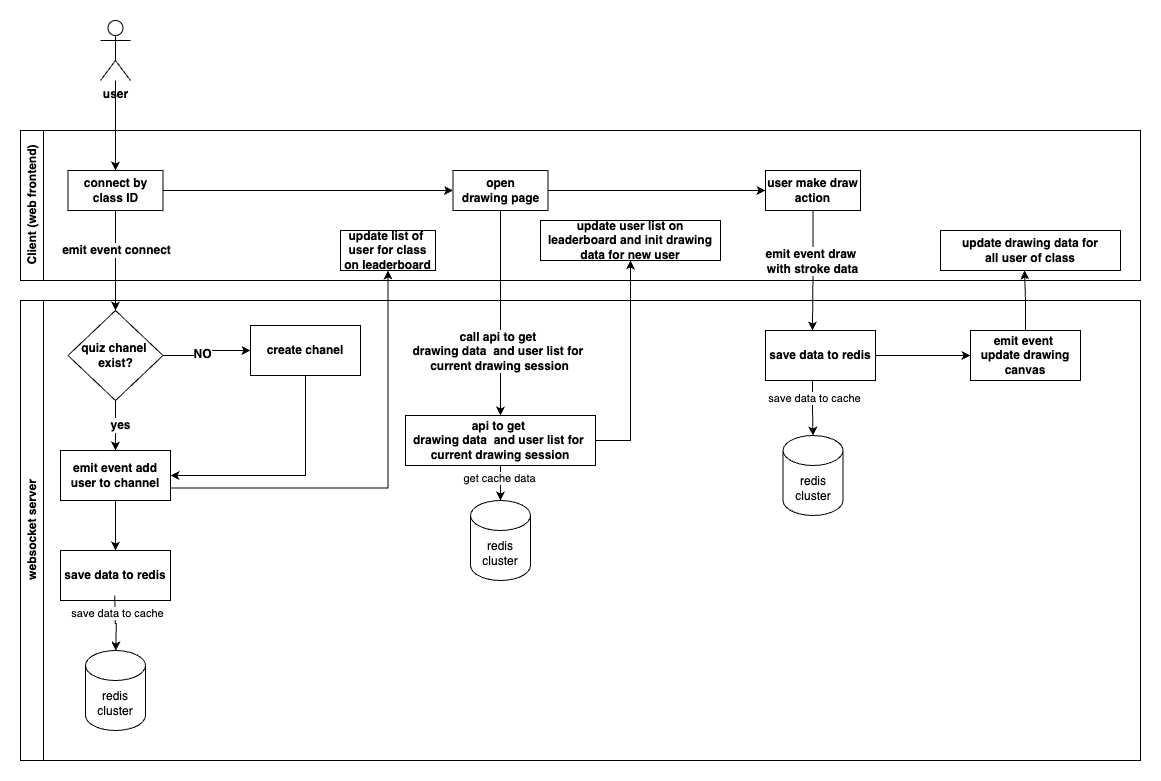 user
Client (web frontend)
connect by
class ID
open
drawing page
user make draw
action
emit event connect
update list of
user for class
on leaderboard
update user list on
leaderboard and init drawing
data for new user
emit event draw
with stroke data
update drawing data for
all user of class
websocket server
quiz chanel
exist?
NO
create chanel
call api to get
drawing data and user list for
current drawing session
save data to redis
emit event
update drawing
canvas
yes
save data to cache
api to get
drawing data and user list for
current drawing session
emit event add
user to channel
get cache data
redis
cluster
redis
cluster
save data to redis
save data to cache
redis
cluster